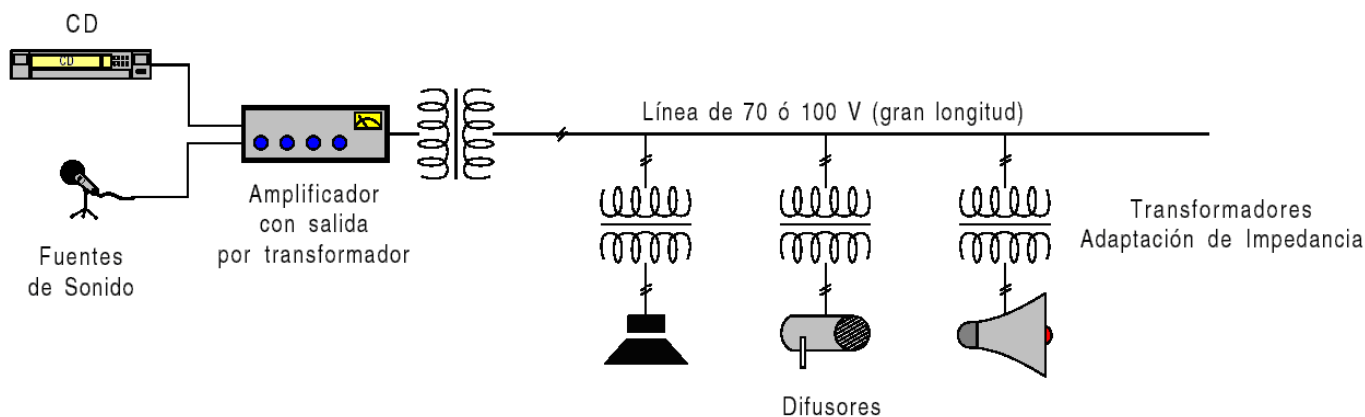 CD
CD
Fuentes
de Sonido
Amplificador
con salida
por transformador
Línea de 70 ó 100 V (gran longitud)
Transformadores
Adaptación de Impedancia
Difusores